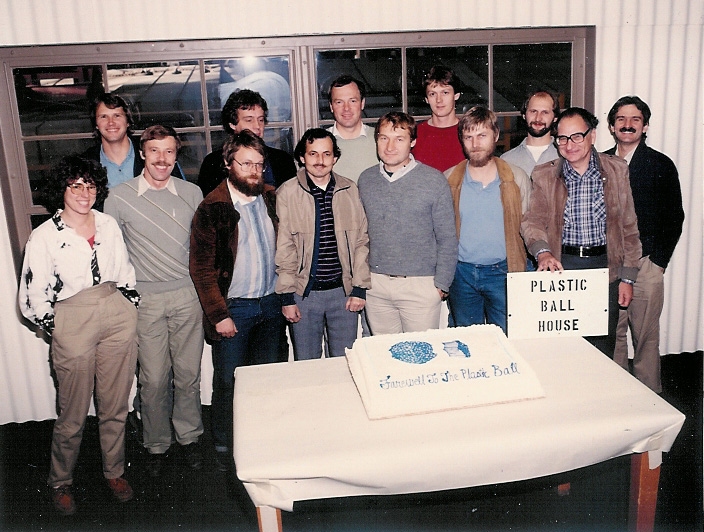 PLASTIC
BALL
HOUSE
Farewell To The Plastic Ball